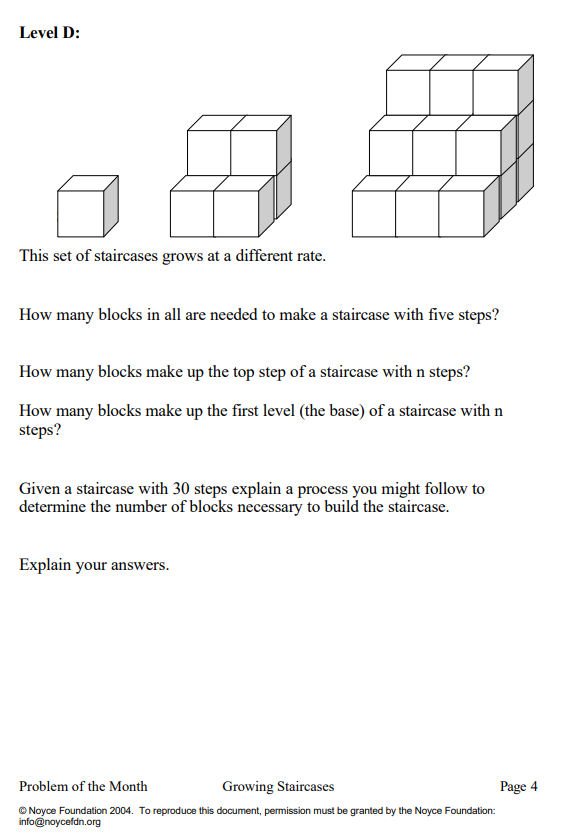 Level D:
This set of staircases grows at a different rate.
How many blocks in all are needed to make a staircase with five steps?
How many blocks make up the top step of a staircase with n steps?
How many blocks make up the first level (the base) of a staircase with n
steps?
Given a staircase with 30 steps explain a process you might follow to
determine the number of blocks necessary to build the staircase.
Explain your answers.
Problem of the Month Growing Staircases Page 4
© Noyce Foundation 2004. To reproduce this document, permission must be granted by the Noyce Foundation:
info@noycefdn.org